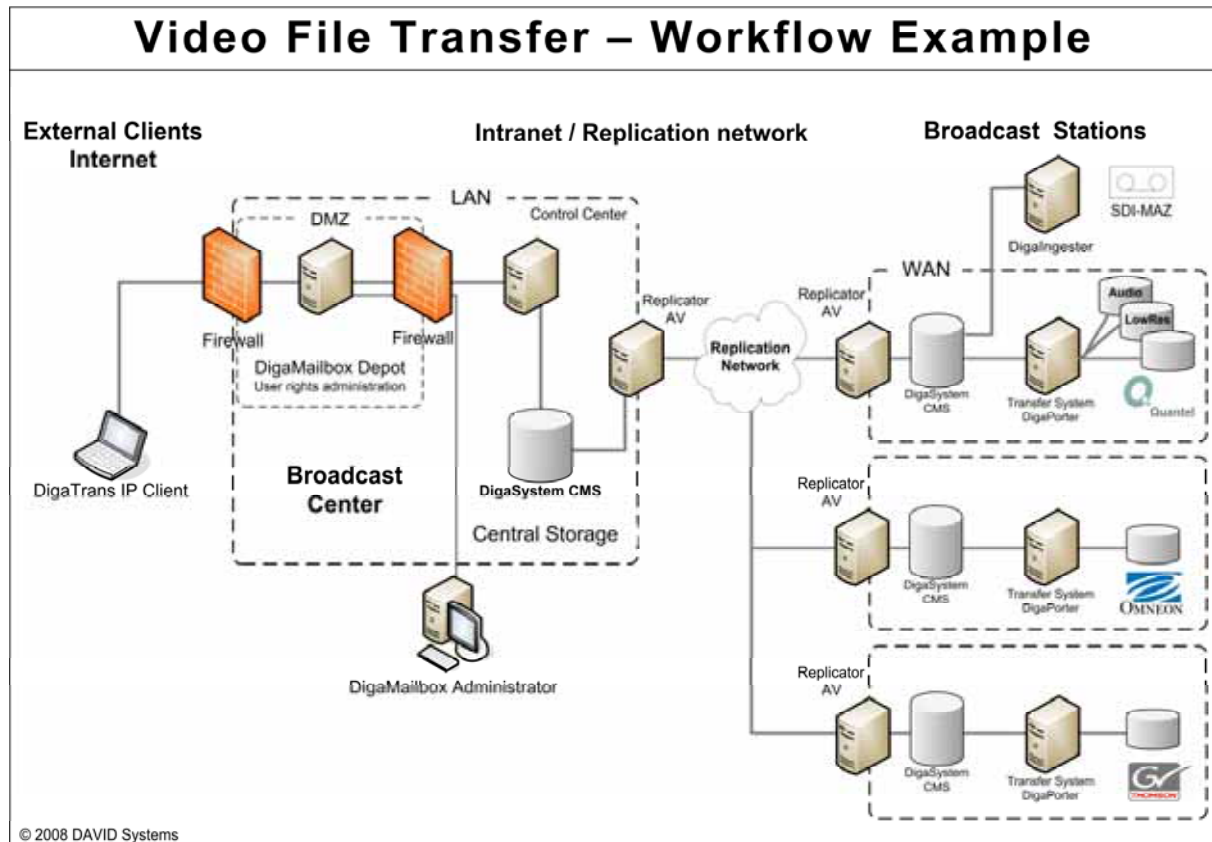 Video File Transfer – Workflow Example
External Clients
Internet
Intranet / Replication network
Broadcast Stations
LAN
DMZ
Control Center
Firewall
Firewall
DigaMailbox Depot
User rights administration
DigaTrans IP Client
Broadcast
Center
DigaSystem CMS
Central Storage
DigaMailbox Administrator
Replicator
AV
Replication
Network
DigaIngester
SDI-MAZ
WAN
Replicator
AV
Audio
LowRes
DigaSystem
CMS
Transfer System
DigaPorter
Q
Quantel
Replicator
AV
DigaSystem
CMS
Transfer System
DigaPorter
OMNEON
Replicator
AV
DigaSystem
CMS
Transfer System
DigaPorter
GV
THOMSON
© 2008 DAVID Systems